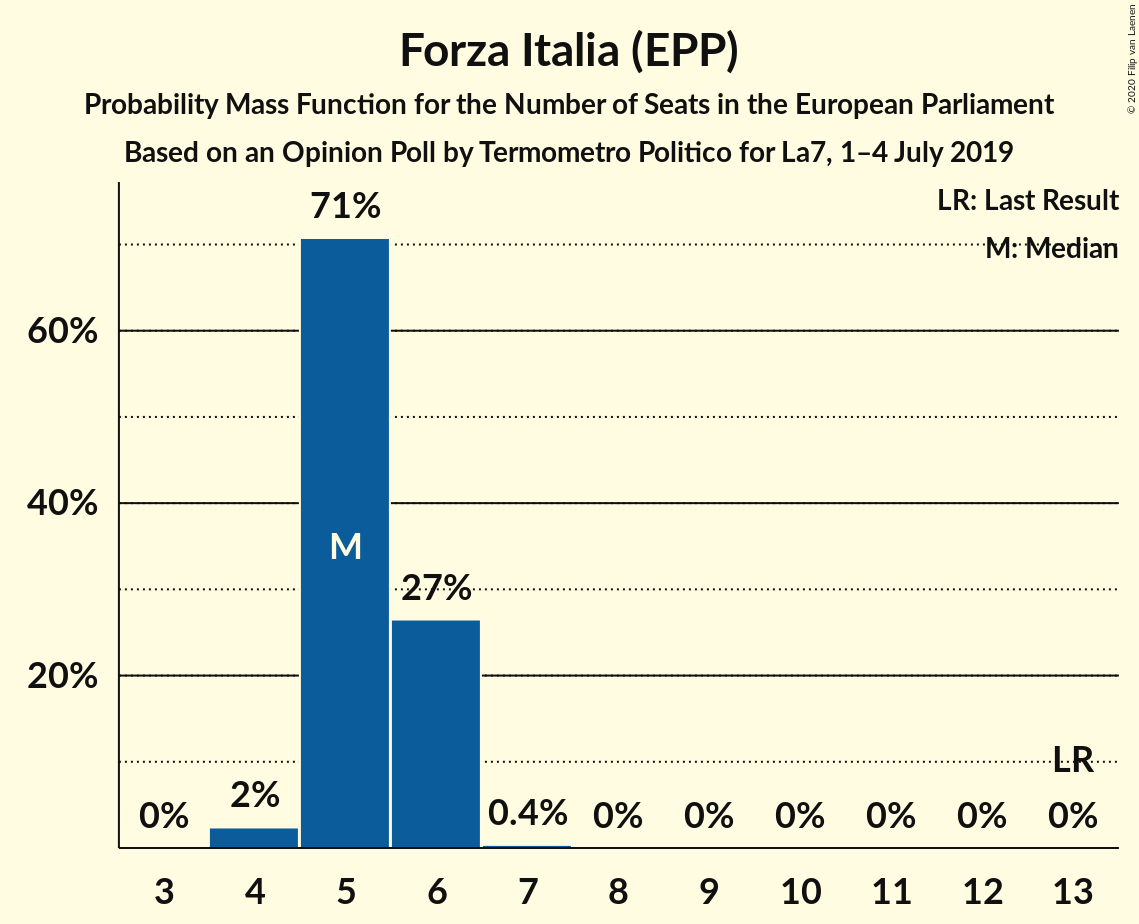 Forza Italia (EPP)
Probability Mass Function for the Number of Seats in the European Parliament
Based on an Opinion Poll by Termometro Politico for La7, 1–4 July 2019
© 2020 Filip van Laenen
LR: Last Result
M: Median
71%
60%
40%
M
27%
20%
LR
0%
2%
0.4%
0%
0%
0%
0%
0%
0%
3 4 5 6 7 8 9 10 11 12 13